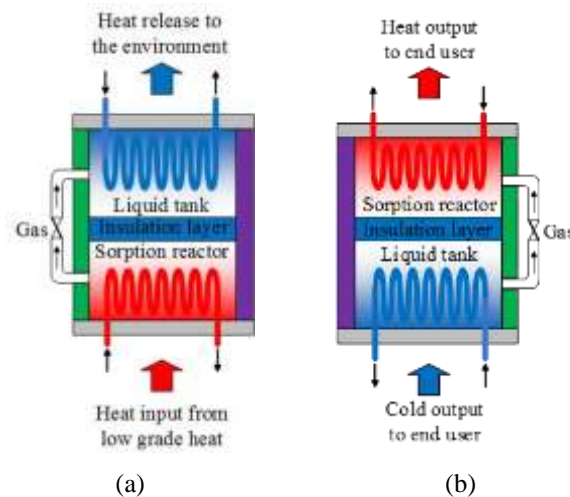 Heat release to
the environment
Liquid tank
Gas
Insulation layer
Sorption reactor
Heat input from
low grade heat
(a)
Heat output
to end user
Sorption reactor
Gas
Insulation layer
Liquid tank
Cold output
to end user
(b)